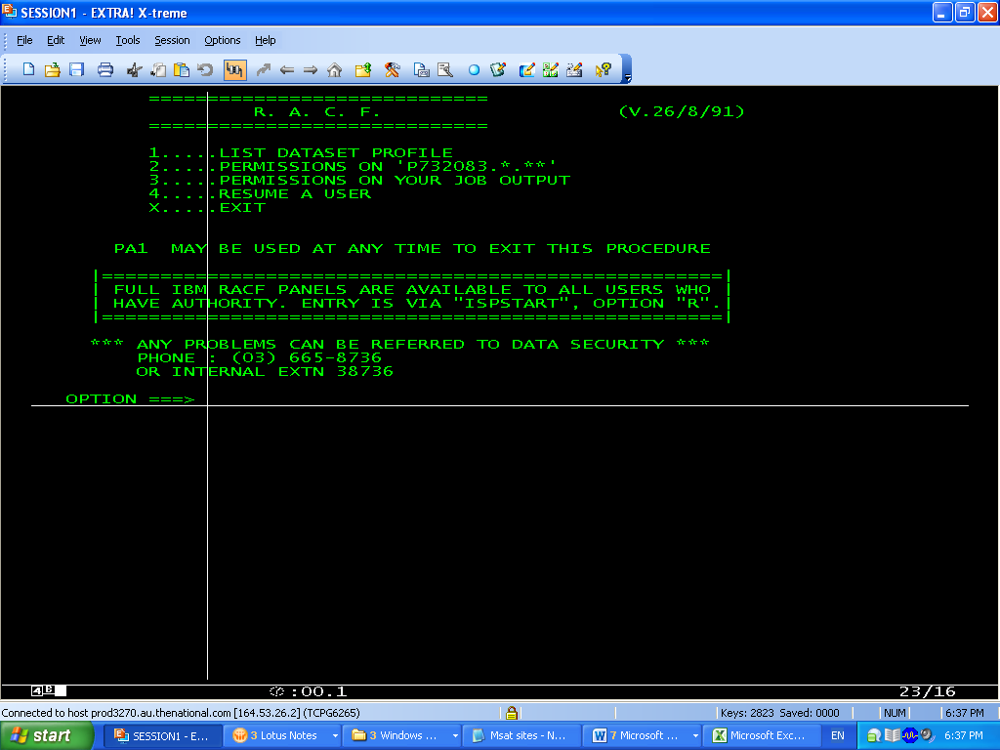 SESSION1 - EXTRA! X-treme
File Edit View Tools Session Options Help
=================================
R. A. C. F. (V.26/8/91)
=================================
1.....LIST DATASET PROFILE
2.....PERMISSIONS ON 'P732083.*.**'
3.....PERMISSIONS ON YOUR JOB OUTPUT
4.....RESUME A USER
X.....EXIT
PA1 MAY BE USED AT ANY TIME TO EXIT THIS PROCEDURE
|=====================================================|
| FULL IBM RACF PANELS ARE AVAILABLE TO ALL USERS WHO |
| HAVE AUTHORITY. ENTRY IS VIA "ISPSTART", OPTION "R".|
|=====================================================|
*** ANY PROBLEMS CAN BE REFERRED TO DATA SECURITY ***
PHONE : (03) 665-8736
OR INTERNAL EXTN 38736
OPTION ===>
4B :00.1 23/16
Connected to host prod3270.au.thenational.com [164.53.26.2] (TCPG6265) Keys: 2823 Saved: 0000 NUM 6:37 PM
start SESSION1 - E... 3 Lotus Notes 3 Windows ... Msat sites - N... 7 Microsoft ... Microsoft Exc... EN 6:37 PM